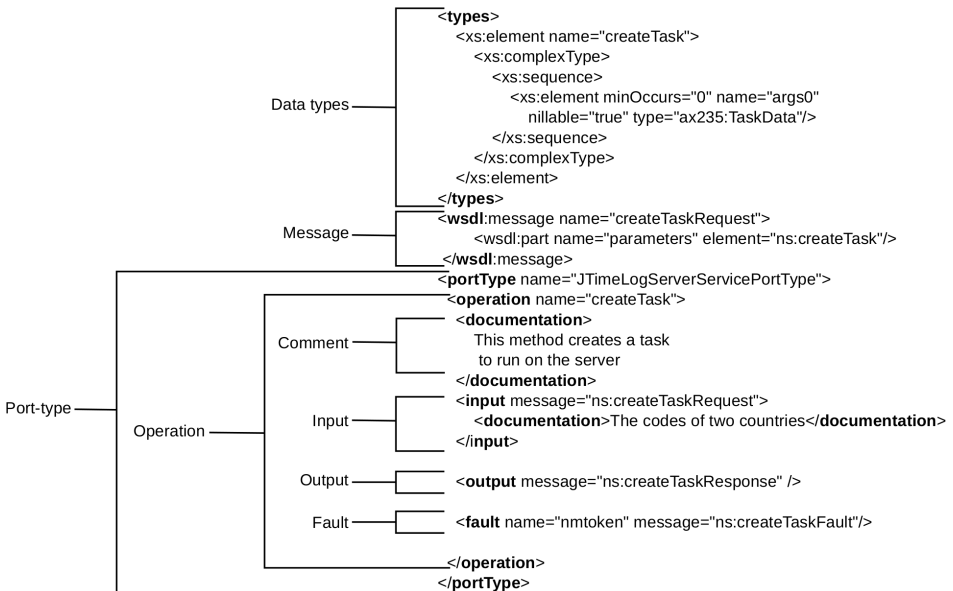 <types>
<xs:element name="createTask">
<xs:complexType>
<xs:sequence>
Data types
<xs:element minOccurs="0" name="args0"
nillable="true" type="ax235:TaskData"/>
</xs:sequence>
</xs:complexType>
</xs:element>
</types>
<wsdl:message name="createTaskRequest">
Message
<wsdl:part name="parameters" element="ns:createTask"/>
</wsdl:message>
<portType name="JTimeLogServerServicePortType">
<operation name="createTask">
<documentation>
Comment
This method creates a task
to run on the server
</documentation>
Port-type
<input message="ns:createTaskRequest">
Operation
Input
<documentation>The codes of two countries</documentation>
</input>
Output
<output message="ns:createTaskResponse" />
Fault
<fault name="nmtoken" message="ns:createTaskFault"/>
</operation>
</portType>